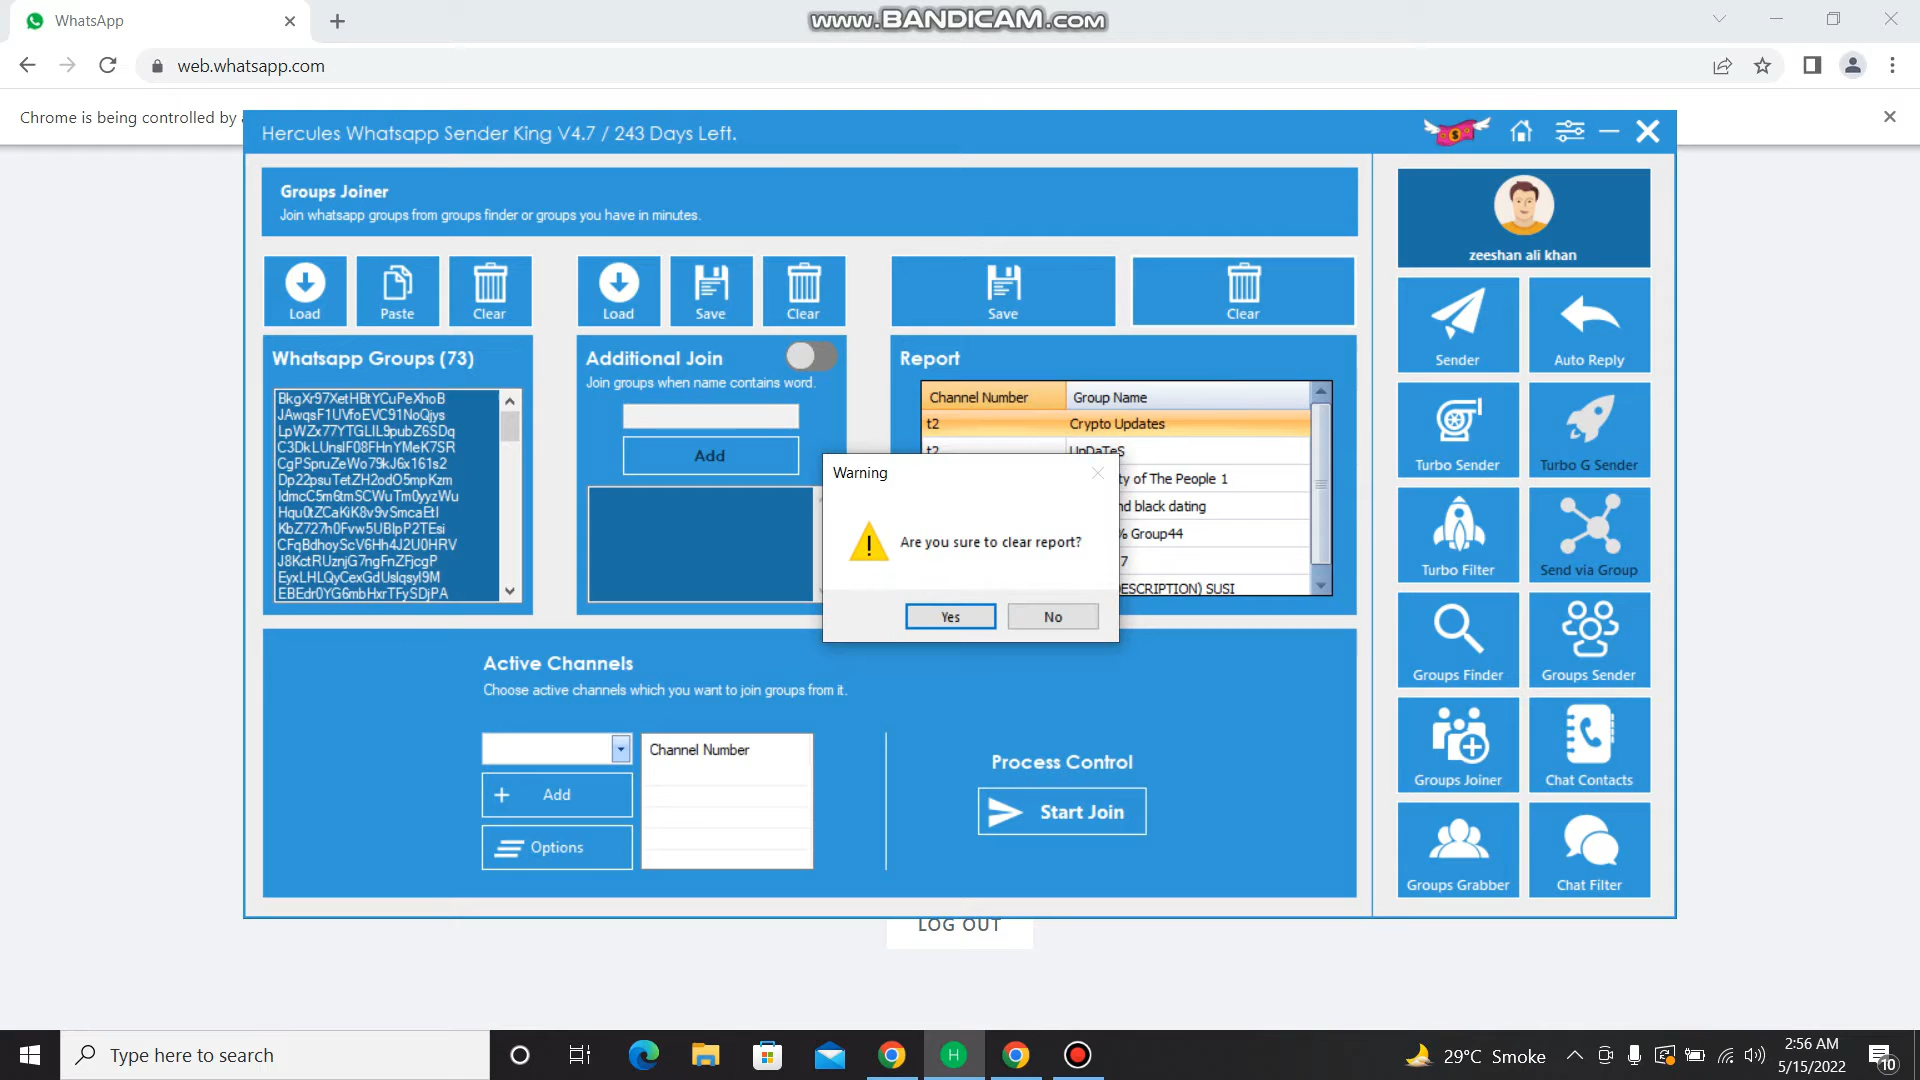 WhatsApp
www.BANDICAM.com
web.whatsapp.com
Chrome is being controlled by
Hercules Whatsapp Sender King V4.7 / 243 Days Left.
Groups Joiner
Join whatsapp groups from groups finder or groups you have in minutes.
Load
Paste
Clear
Load
Save
Clear
Save
Clear
Whatsapp Groups (73)
BkgXr97XetHBtYCuPeXhoB
JAwqsF1UVfoEVC91NoQjys
LpWZx77YTGLIL9pubZ6SDq
C3DkLUnsIF08FHnYMeK7SR
CgPSpruZeWo79kJ6x161s2
Dp22psuTetZH2odO5mpKzm
IdmcC5m6tmSCWuTm0yyzWu
Hqu0tZCaKiK8v9vSmcaEtI
KbZ727h0Fvw5UBIpP2TEsi
CFqBdhoyScV6Hh4J2U0HRV
J8KctRUznjG7ngFnZFjcgP
EyxLHLQyCexGdUslqsyI9M
EBEdr0YG6mbHxrTFySDjPA
Additional Join
Join groups when name contains word.
Add
Report
Channel Number Group Name
t2 Crypto Updates
t2 UpDaTeS
ty of The People 1
nd black dating
% Group44
7
ESCRIPTION) SUSI
Warning
Are you sure to clear report?
Yes No
Active Channels
Choose active channels which you want to join groups from it.
Channel Number
Add
Options
Process Control
Start Join
zeeshan ali khan
Sender
Auto Reply
Turbo Sender
Turbo G Sender
Turbo Filter
Send via Group
Groups Finder
Groups Sender
Groups Joiner
Chat Contacts
Groups Grabber
Chat Filter
LOG OUT
Type here to search
H
29°C Smoke
2:56 AM
5/15/2022
10